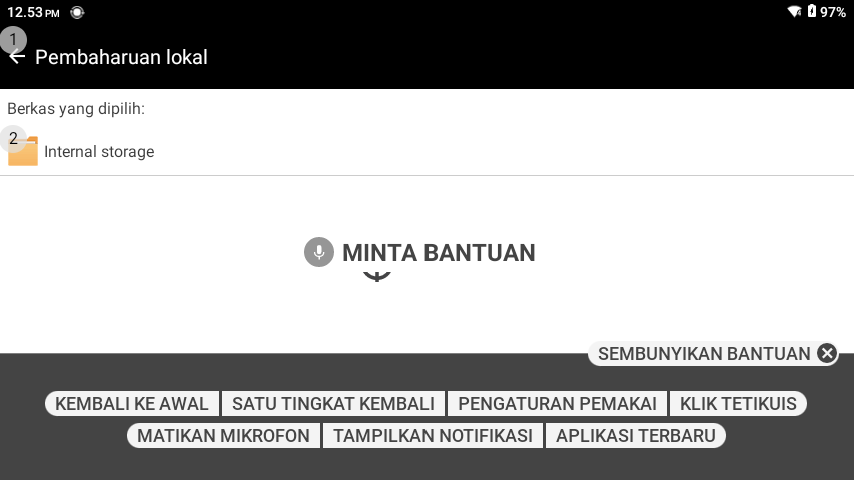 12.53 PM 97%
1
Pembaharuan lokal
Berkas yang dipilih:
2
Internal storage
MINTA BANTUAN
SEMBUNYIKAN BANTUAN
KEMBALI KE AWAL SATU TINGKAT KEMBALI PENGATURAN PEMAKAI KLIK TETIKUIS
MATIKAN MIKROFON TAMPILKAN NOTIFIKASI APLIKASI TERBARU